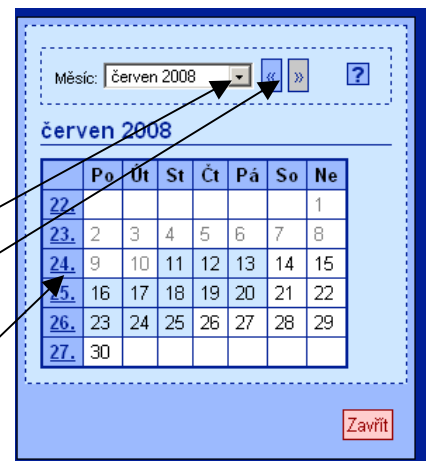 Měsíc: červen 2008 « » ?
červen 2008
Po Út St Čt Pá So Ne
22. 1
23. 2 3 4 5 6 7 8
24. 9 10 11 12 13 14 15
25. 16 17 18 19 20 21 22
26. 23 24 25 26 27 28 29
27. 30
Zavřít